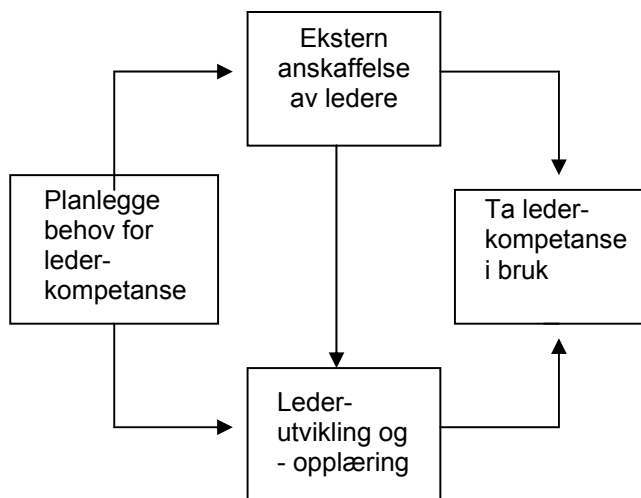 Ekstern
anskaffelse
av ledere
Planlegge
behov for
leder-
kompetanse
Ta leder-
kompetanse
i bruk
Leder-
utvikling og
- opplæring